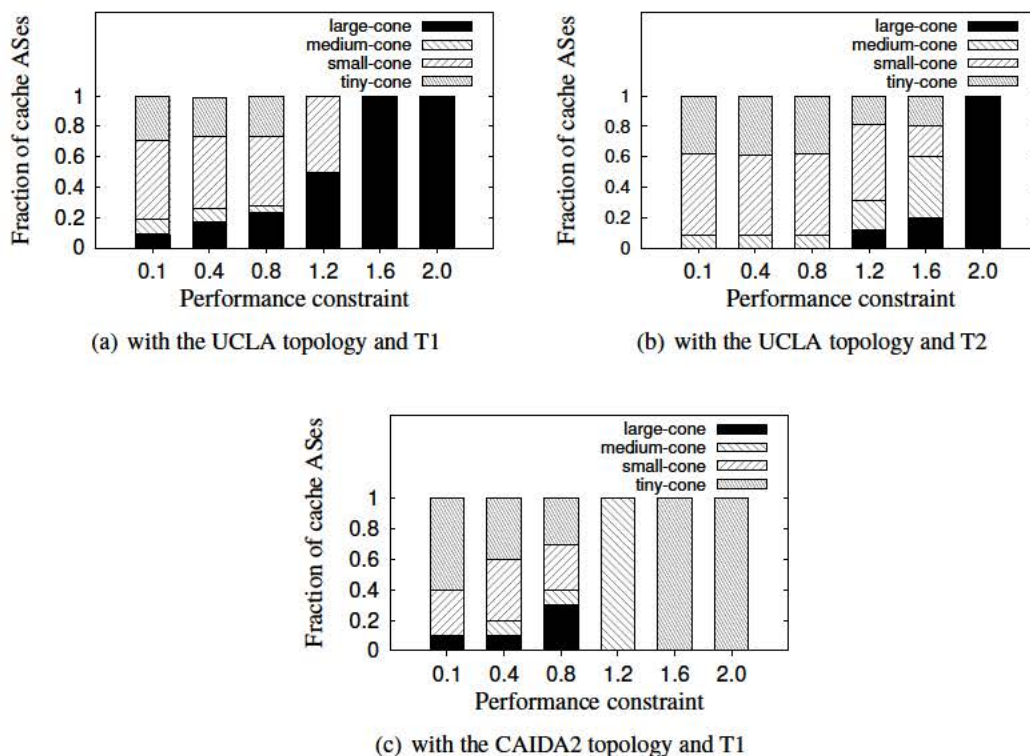 large-cone
medium-cone
small-cone
tiny-cone
Fraction of cache ASes
1
0.8
0.6
0.4
0.2
0
0.1 0.4 0.8 1.2 1.6 2.0
Performance constraint
(a) with the UCLA topology and T1
large-cone
medium-cone
small-cone
tiny-cone
Fraction of cache ASes
1
0.8
0.6
0.4
0.2
0
0.1 0.4 0.8 1.2 1.6 2.0
Performance constraint
(b) with the UCLA topology and T2
large-cone
medium-cone
small-cone
tiny-cone
Fraction of cache ASes
1
0.8
0.6
0.4
0.2
0
0.1 0.4 0.8 1.2 1.6 2.0
Performance constraint
(c) with the CAIDA2 topology and T1